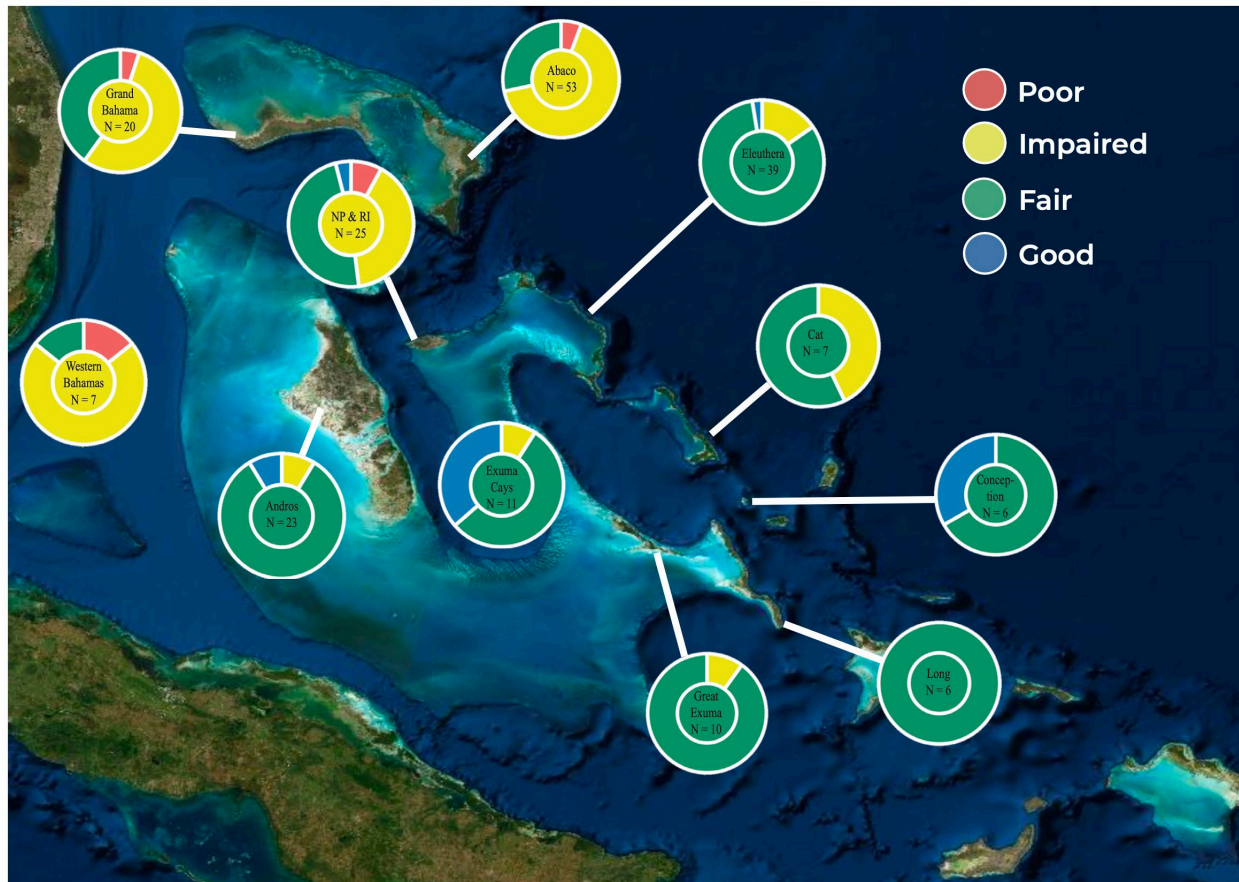 Grand
Bahama
N = 20
Abaco
N = 53
Poor
Impaired
Fair
Good
Eleuthera
N = 39
NP & RI
N = 25
Western
Bahamas
N = 7
Cat
N = 7
Andros
N = 23
Exuma
Cays
N = 11
Concep-
tion
N = 6
Great
Exuma
N = 10
Long
N = 6